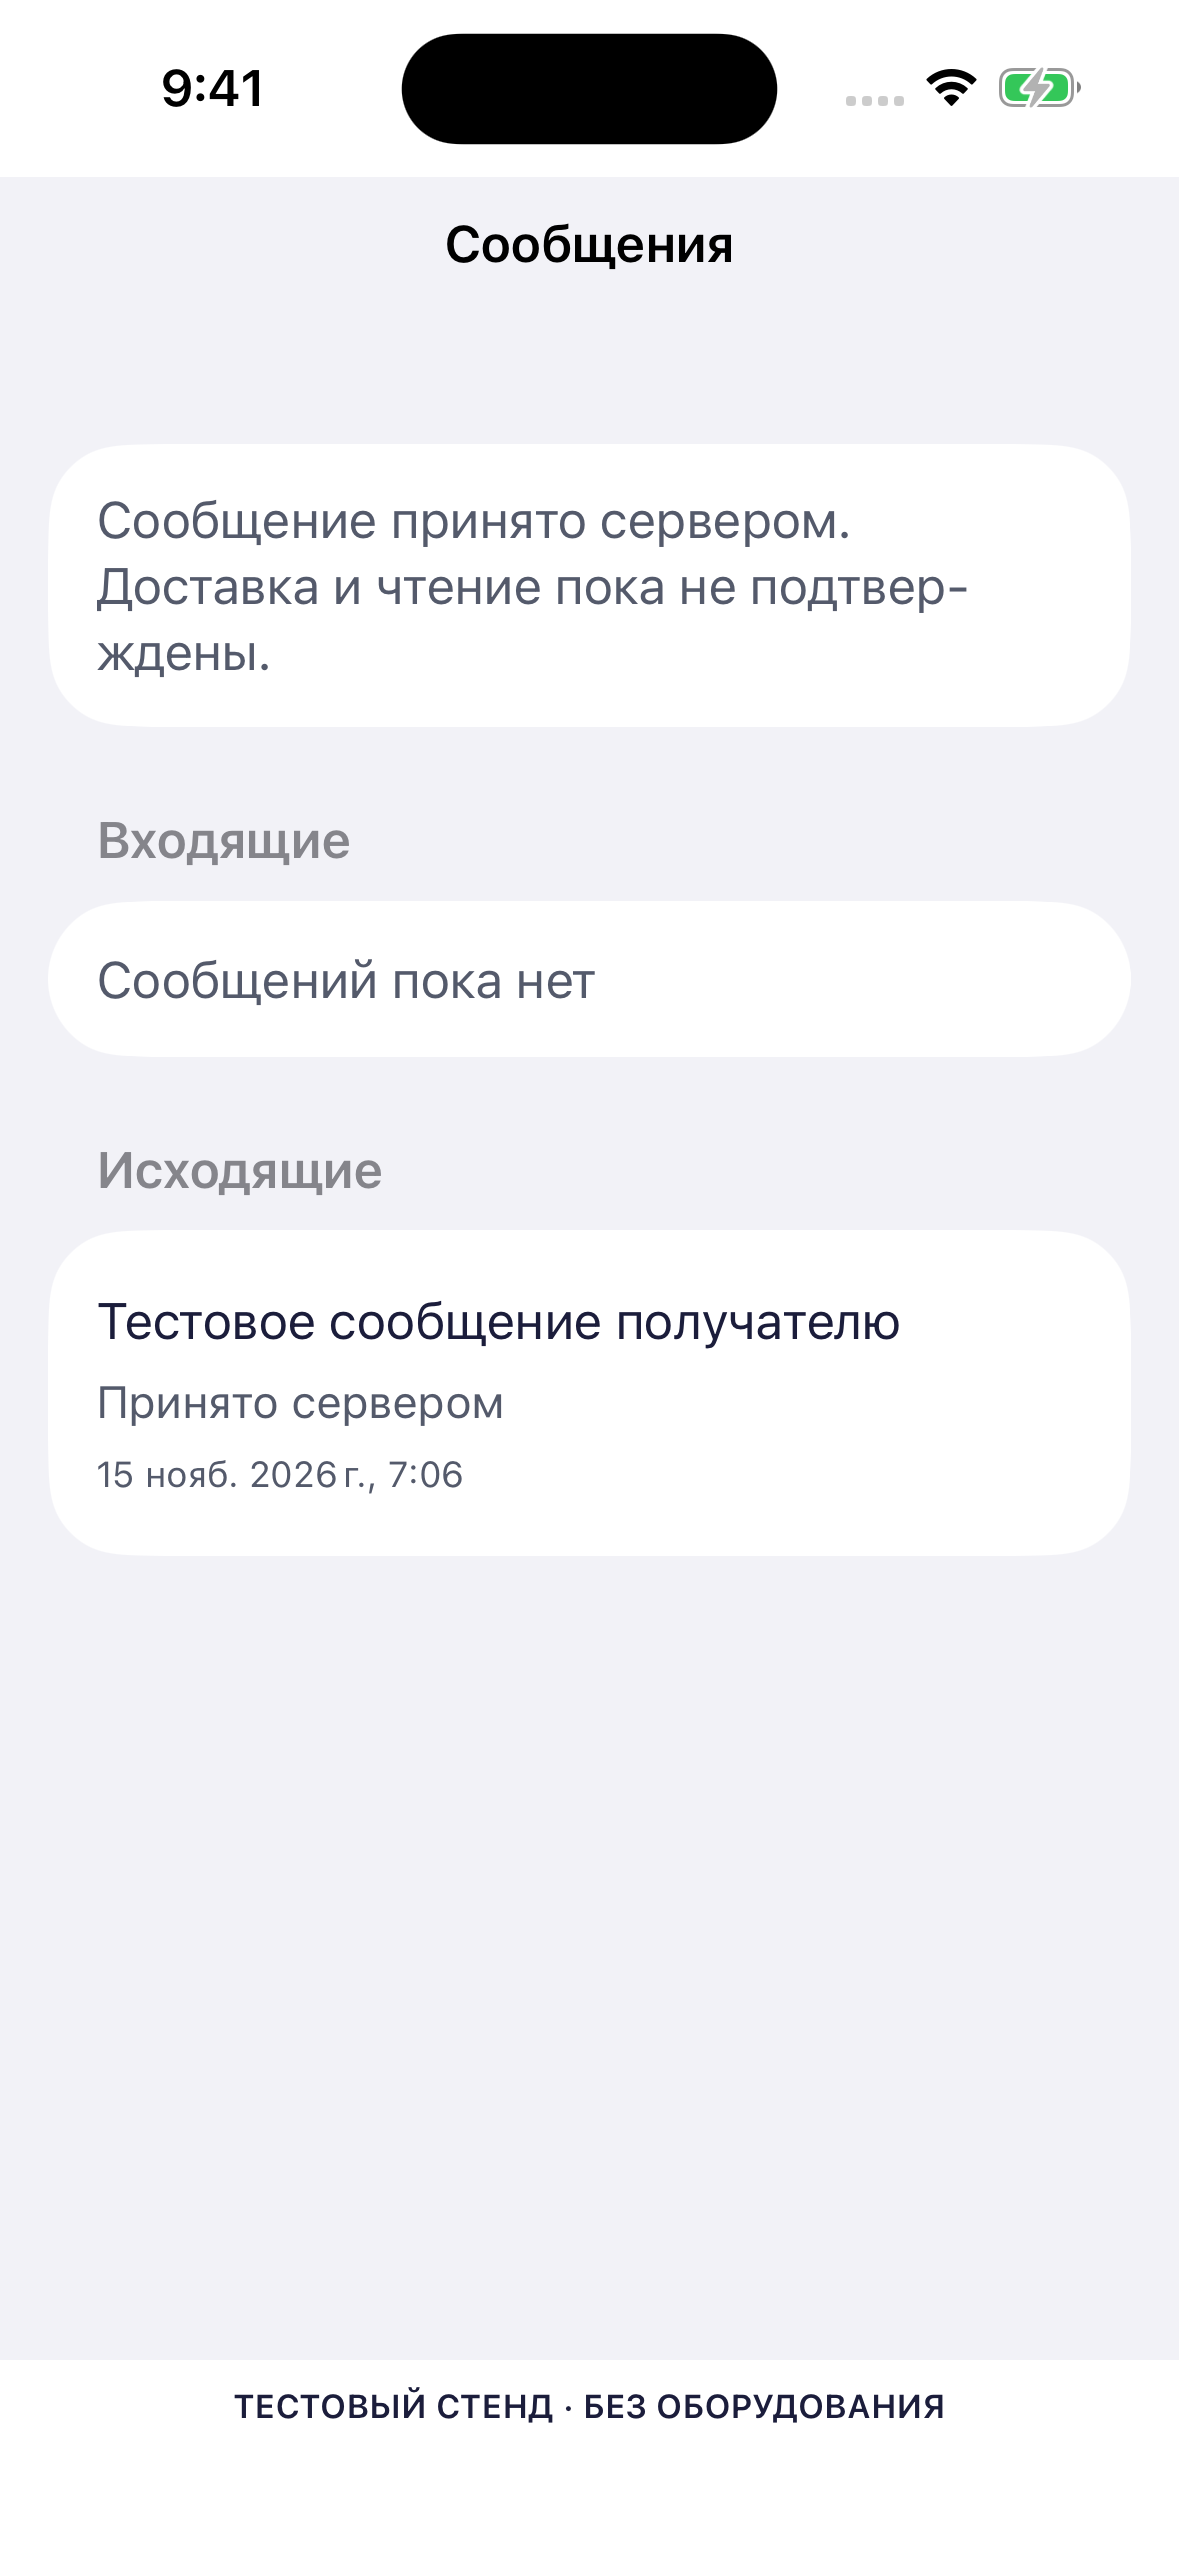 9:41
Сообщения
Сообщение принято сервером.
Доставка и чтение пока не подтвер-
ждены.
Входящие
Сообщений пока нет
Исходящие
Тестовое сообщение получателю
Принято сервером
15 нояб. 2026 г., 7:06
ТЕСТОВЫЙ СТЕНД · БЕЗ ОБОРУДОВАНИЯ